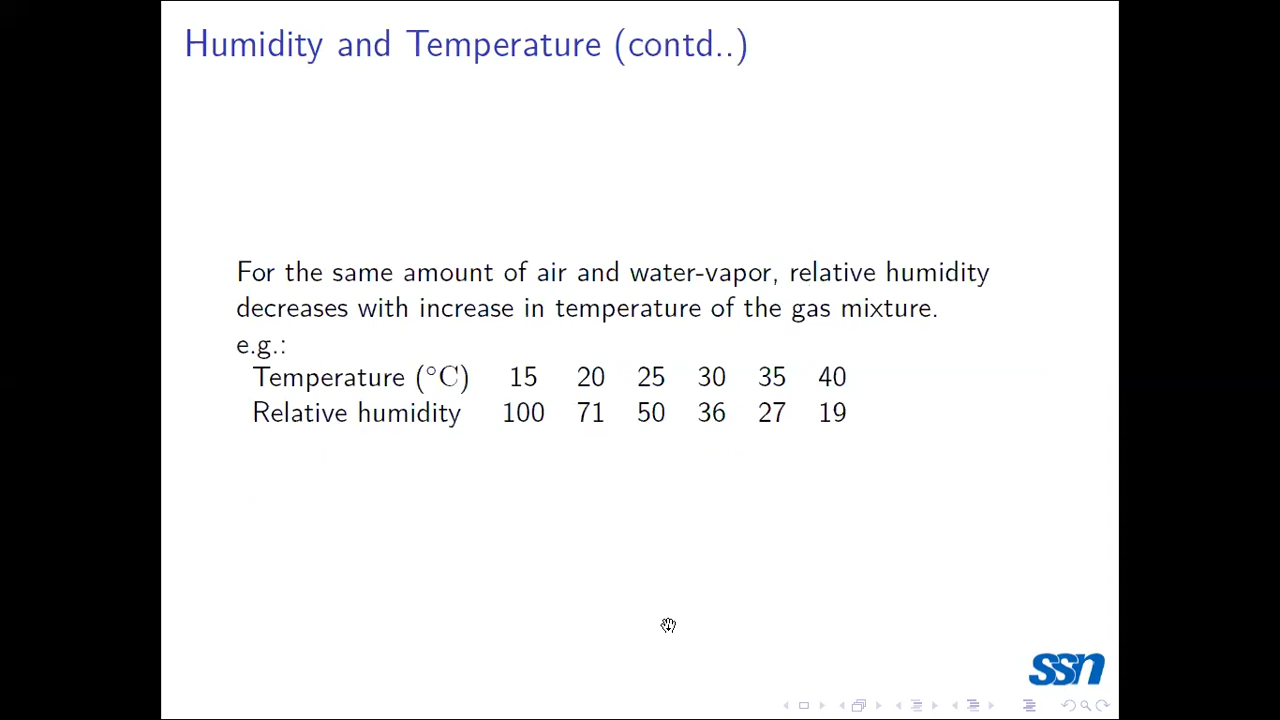 Humidity and Temperature (contd..)
For the same amount of air and water-vapor, relative humidity
decreases with increase in temperature of the gas mixture.
e.g.:
Temperature (°C) 15 20 25 30 35 40
Relative humidity 100 71 50 36 27 19
ssn